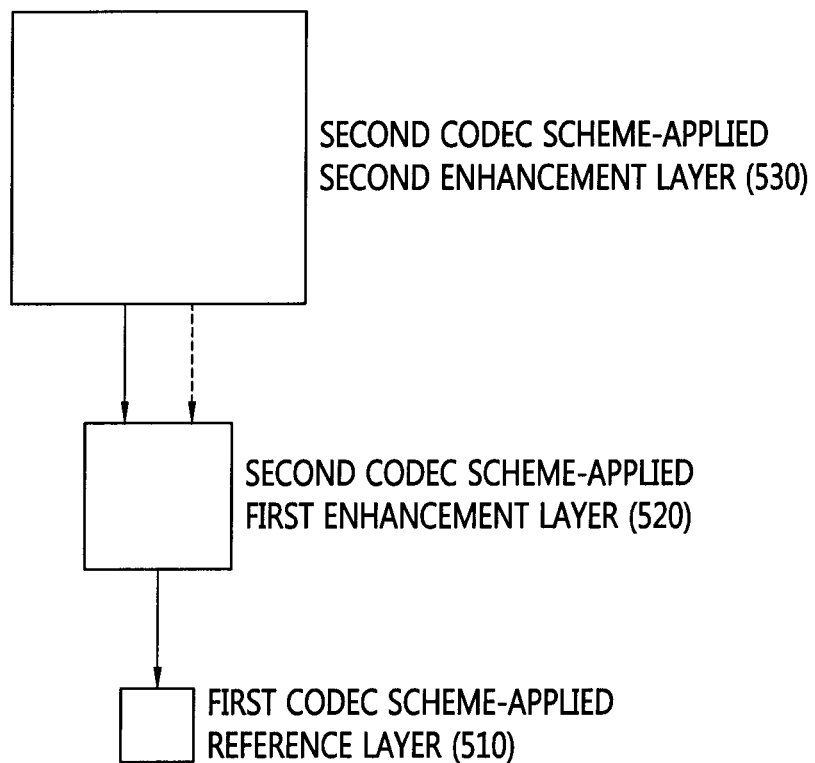 SECOND CODEC SCHEME-APPLIED
SECOND ENHANCEMENT LAYER (530)
SECOND CODEC SCHEME-APPLIED
FIRST ENHANCEMENT LAYER (520)
FIRST CODEC SCHEME-APPLIED
REFERENCE LAYER (510)